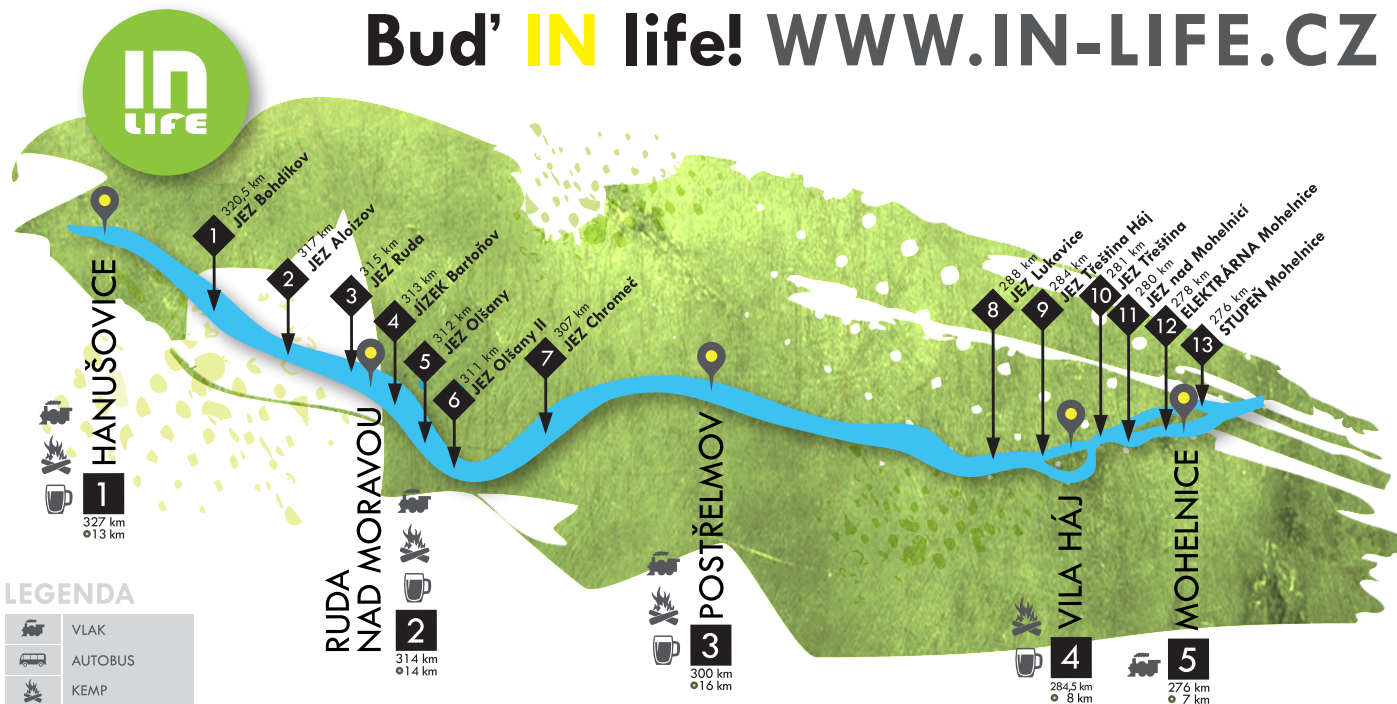 Buď IN life! WWW.IN-LIFE.CZ
IN
LIFE
1
320,5 km
JEZ Bohdíkov
2
317 km
JEZ Aloizov
3
315 km
JEZ Ruda
4
313 km
JÍZEK Bartoňov
5
312 km
JEZ Olšany
6
311 km
JEZ Olšany II
7
307 km
JEZ Chromeč
8
288 km
JEZ Lukavice
9
284 km
JEZ Třeština Háj
10
281 km
JEZ Třeština
11
280 km
JEZ nad Mohelnicí
12
278 km
ELEKTRÁRNA Mohelnice
13
276 km
STUPEŇ Mohelnice
HANUŠOVICE
1
327 km
13 km
RUDA
NAD MORAVOU
2
314 km
14 km
POSTŘELMOV
3
300 km
16 km
VILA HÁJ
4
284,5 km
8 km
MOHELNICE
5
276 km
7 km
LEGENDA
VLAK
AUTOBUS
KEMP